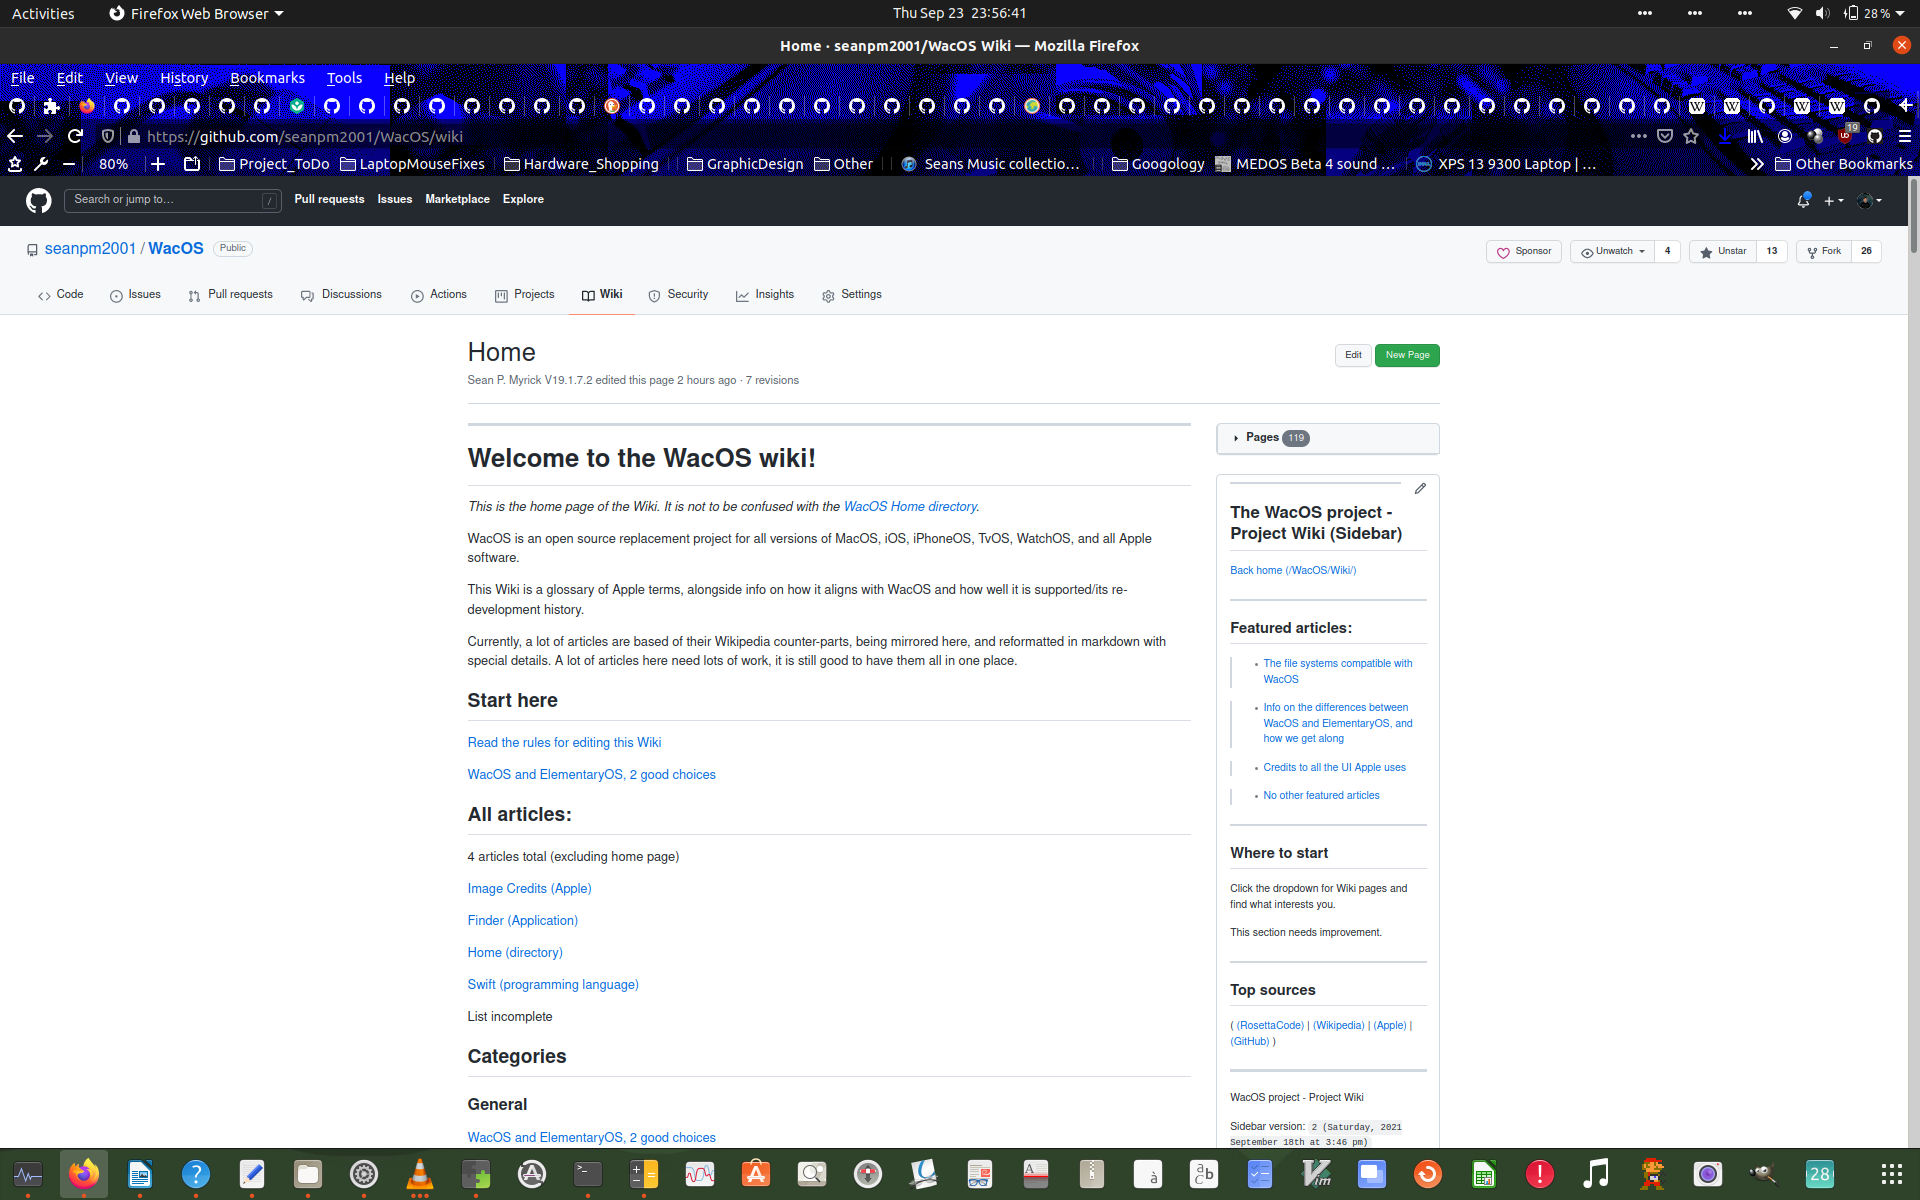 Activities
Firefox Web Browser
Thu Sep 23 23:56:41
28 %
Home · seanpm2001/WacOS Wiki — Mozilla Firefox
File Edit View History Bookmarks Tools Help
https://github.com/seanpm2001/WacOS/wiki
19
80%
Project_ToDo
LaptopMouseFixes
Hardware_Shopping
GraphicDesign
Other
Seans Music collectio…
Googology
MEDOS Beta 4 sound …
XPS 13 9300 Laptop | …
Other Bookmarks
Search or jump to…
/
Pull requests Issues Marketplace Explore
seanpm2001 / WacOS Public
Sponsor
Unwatch 4
Unstar 13
Fork 26
Code Issues Pull requests Discussions Actions Projects Wiki Security Insights Settings
Home
Edit
New Page
Sean P. Myrick V19.1.7.2 edited this page 2 hours ago · 7 revisions
Welcome to the WacOS wiki!
This is the home page of the Wiki. It is not to be confused with the WacOS Home directory.
WacOS is an open source replacement project for all versions of MacOS, iOS, iPhoneOS, TvOS, WatchOS, and all Apple
software.
This Wiki is a glossary of Apple terms, alongside info on how it aligns with WacOS and how well it is supported/its re-
development history.
Currently, a lot of articles are based of their Wikipedia counter-parts, being mirrored here, and reformatted in markdown with
special details. A lot of articles here need lots of work, it is still good to have them all in one place.
Start here
Read the rules for editing this Wiki
WacOS and ElementaryOS, 2 good choices
All articles:
4 articles total (excluding home page)
Image Credits (Apple)
Finder (Application)
Home (directory)
Swift (programming language)
List incomplete
Categories
General
WacOS and ElementaryOS, 2 good choices
Pages 119
The WacOS project -
Project Wiki (Sidebar)
Back home (/WacOS/Wiki/)
Featured articles:
• The file systems compatible with
WacOS
• Info on the differences between
WacOS and ElementaryOS, and
how we get along
• Credits to all the UI Apple uses
• No other featured articles
Where to start
Click the dropdown for Wiki pages and
find what interests you.
This section needs improvement.
Top sources
( (RosettaCode) | (Wikipedia) | (Apple) |
(GitHub) )
WacOS project - Project Wiki
Sidebar version: 2 (Saturday, 2021
September 18th at 3:46 pm)
28